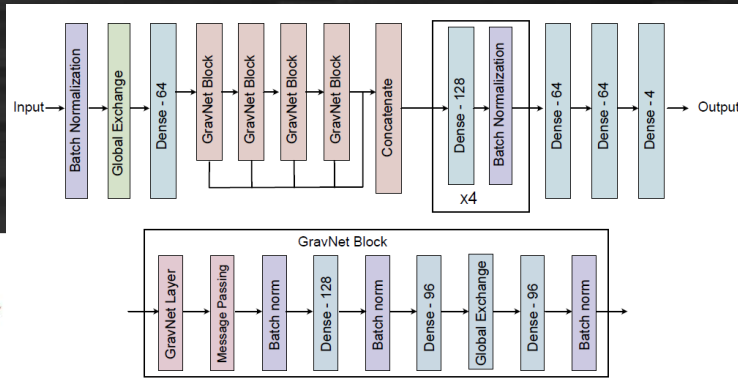 Input
Batch Normalization
Global Exchange
Dense - 64
GravNet Block
GravNet Block
GravNet Block
GravNet Block
Concatenate
Dense - 128
Batch Normalization
x4
Dense - 64
Dense - 64
Dense - 4
Output
GravNet Block
GravNet Layer
Message Passing
Batch norm
Dense - 128
Batch norm
Dense - 96
Global Exchange
Dense - 96
Batch norm